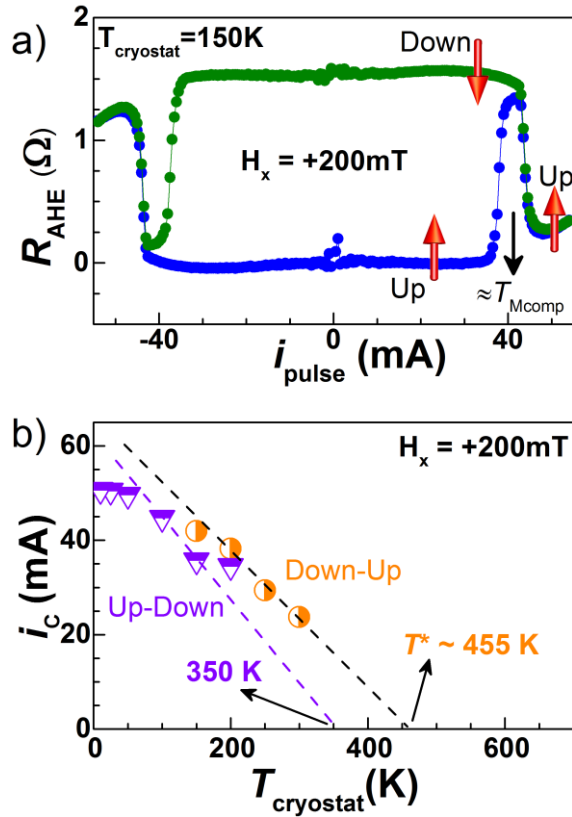 a)
T_cryostat=150K
Down
H_x = +200mT
Up
Up
≈T_Mcomp
R_AHE (Ω)
2
1
0
-40
0
40
i_pulse (mA)
b)
H_x = +200mT
Down-Up
Up-Down
T* ~ 455 K
350 K
i_C (mA)
60
40
20
0
0
200
400
600
T_cryostat(K)